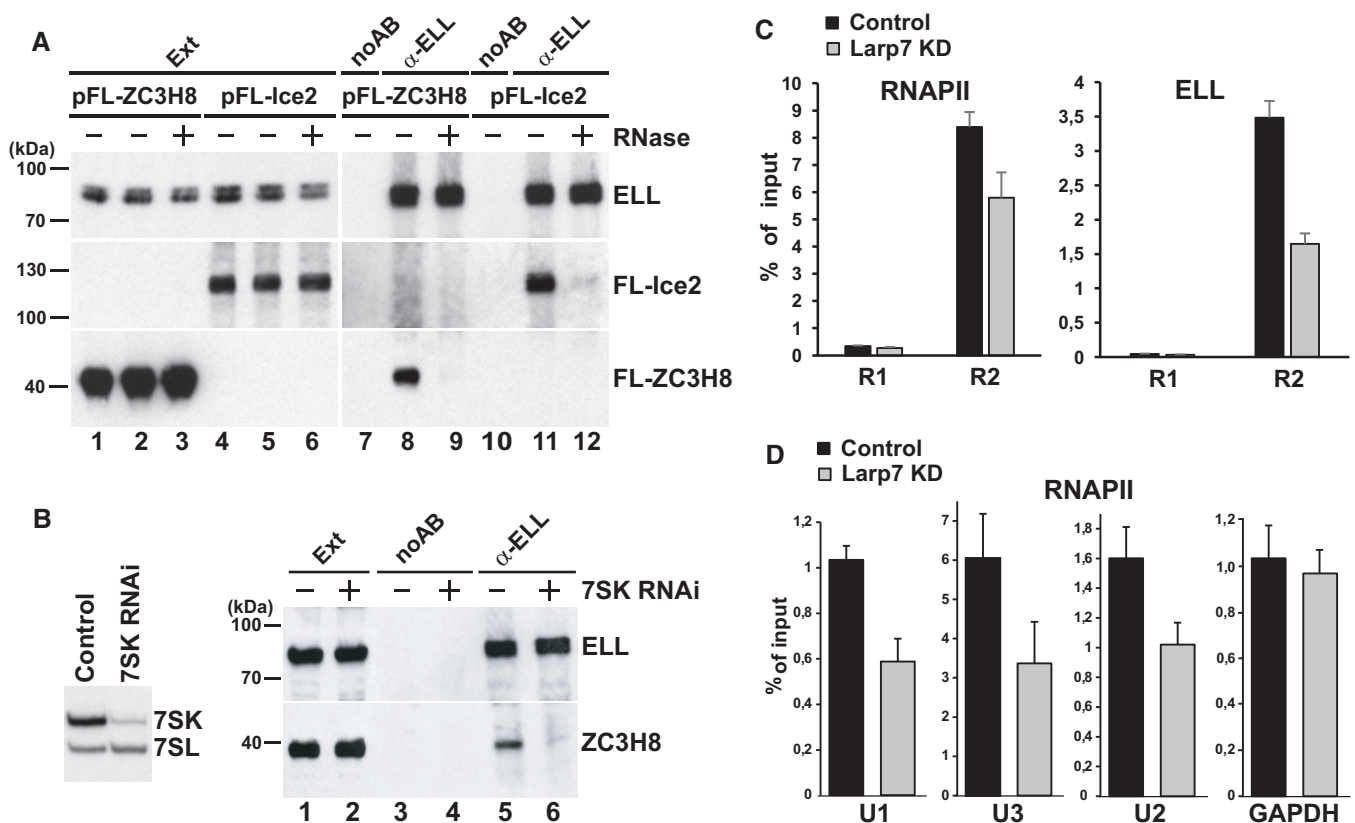 A
Ext
noAB
α-ELL
noAB
α-ELL
pFL-ZC3H8 pFL-Ice2 pFL-ZC3H8 pFL-Ice2
– – + – – + – – + – – + RNase
(kDa)
100
70
ELL
130
100
FL-Ice2
40
FL-ZC3H8
1 2 3 4 5 6 7 8 9 10 11 12
B
Control
7SK RNAi
7SK
7SL
Ext
noAB
α-ELL
– + – + – + 7SK RNAi
(kDa)
100
70
ELL
40
ZC3H8
1 2 3 4 5 6
C
Control
Larp7 KD
RNAPII
% of input
10
9
8
7
6
5
4
3
2
1
0
R1 R2
ELL
4
3,5
3
2,5
2
1,5
1
0,5
0
R1 R2
D
Control
Larp7 KD
RNAPII
% of input
1,2
1
0,8
0,6
0,4
0,2
0
U1
7
6
5
4
3
2
1
0
U3
1,8
1,6
1,4
1,2
1
0,8
0,6
0,4
0,2
0
U2
1,2
1,0
0,8
0,6
0,4
0,2
0
GAPDH